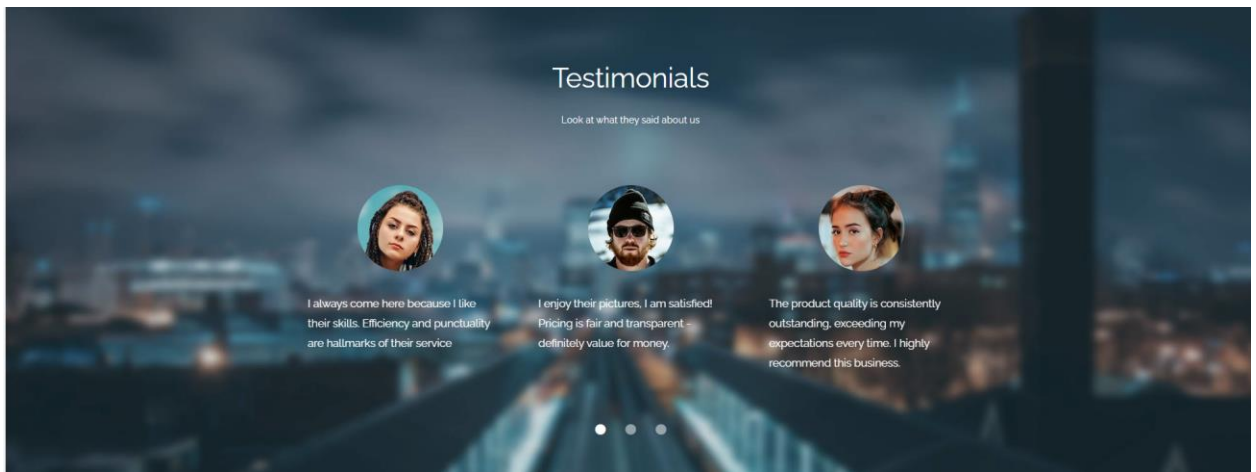 Testimonials
Look at what they said about us
I always come here because I like
their skills. Efficiency and punctuality
are hallmarks of their service
I enjoy their pictures, I am satisfied!
Pricing is fair and transparent -
definitely value for money.
The product quality is consistently
outstanding, exceeding my
expectations every time. I highly
recommend this business.